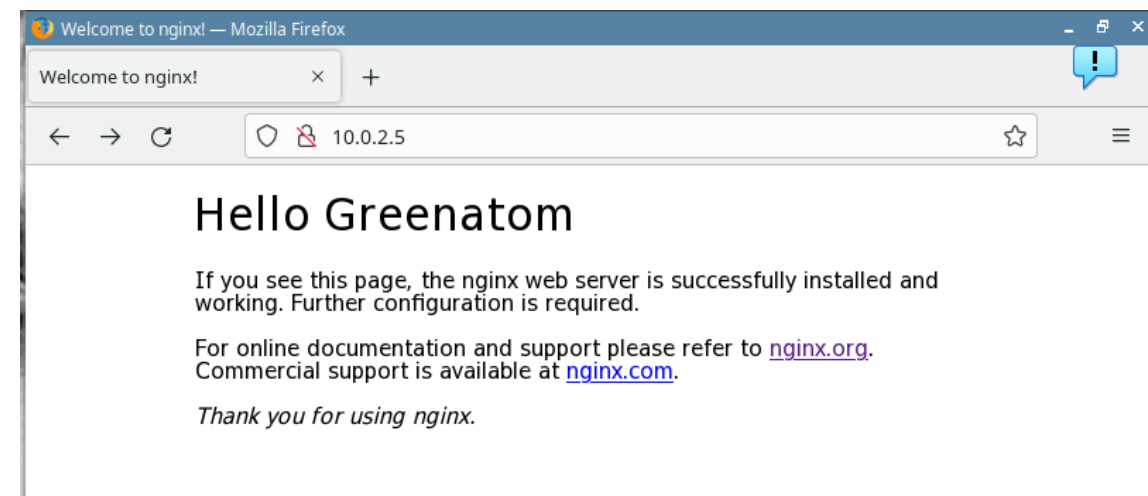 Welcome to nginx! — Mozilla Firefox
Welcome to nginx!
10.0.2.5
Hello Greenatom
If you see this page, the nginx web server is successfully installed and
working. Further configuration is required.
For online documentation and support please refer to nginx.org.
Commercial support is available at nginx.com.
Thank you for using nginx.